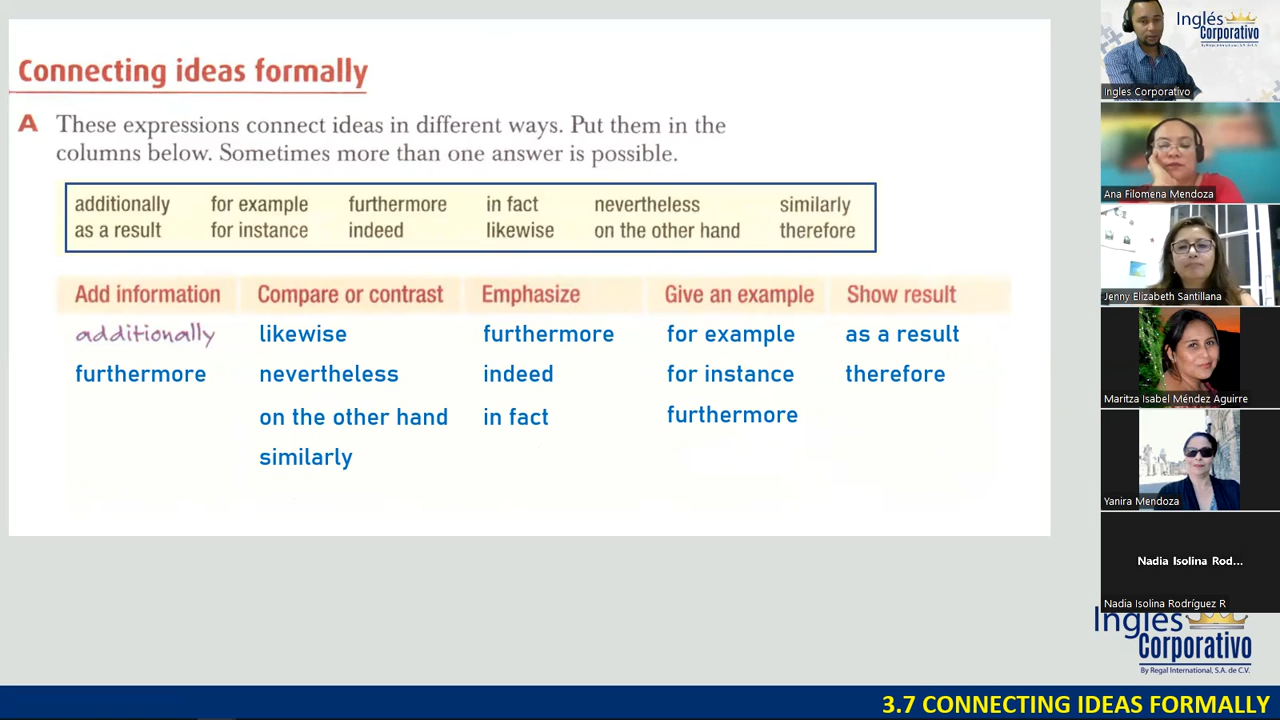 Connecting ideas formally
A These expressions connect ideas in different ways. Put them in the
columns below. Sometimes more than one answer is possible.
additionally for example furthermore in fact nevertheless similarly
as a result for instance indeed likewise on the other hand therefore
Add information Compare or contrast Emphasize Give an example Show result
additionally likewise furthermore for example as a result
furthermore nevertheless indeed for instance therefore
on the other hand in fact furthermore
similarly
Inglés
Corporativo
By Regal International, S.A. de C.V.
Ingles Corporativo
Ana Filomena Mendoza
Jenny Elizabeth Santillana
Maritza Isabel Méndez Aguirre
Yanira Mendoza
Nadia Isolina Rod...
Nadia Isolina Rodríguez R
Inglés
Corporativo
By Regal International, S.A. de C.V.
3.7 CONNECTING IDEAS FORMALLY